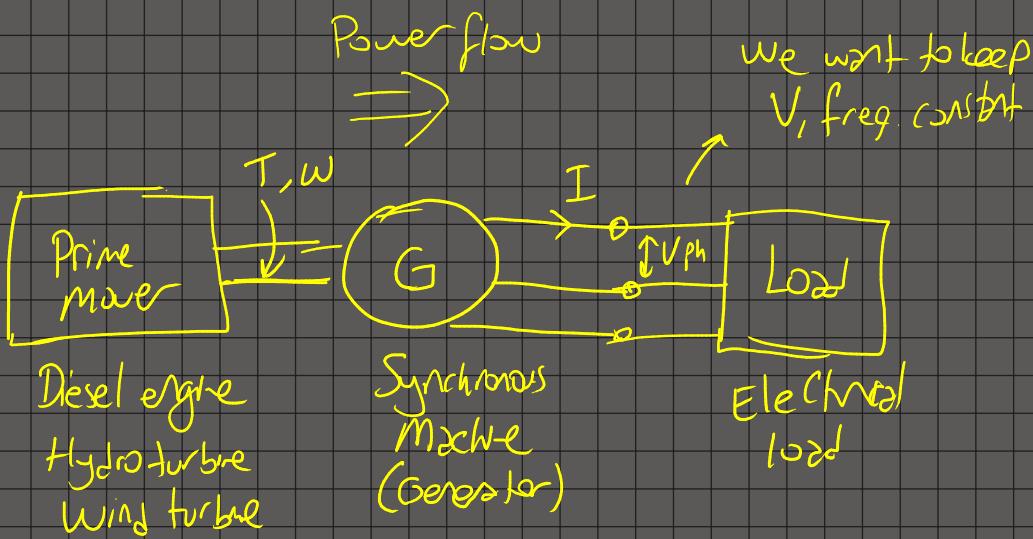 Power flow
We want to keep
V, freq. constnt
T, W
I
Prime
mover
G
Vph
Load
Diesel engine
Hydro turbine
Wind turbine
Synchronous
Machine
(Generator)
Electrical
load